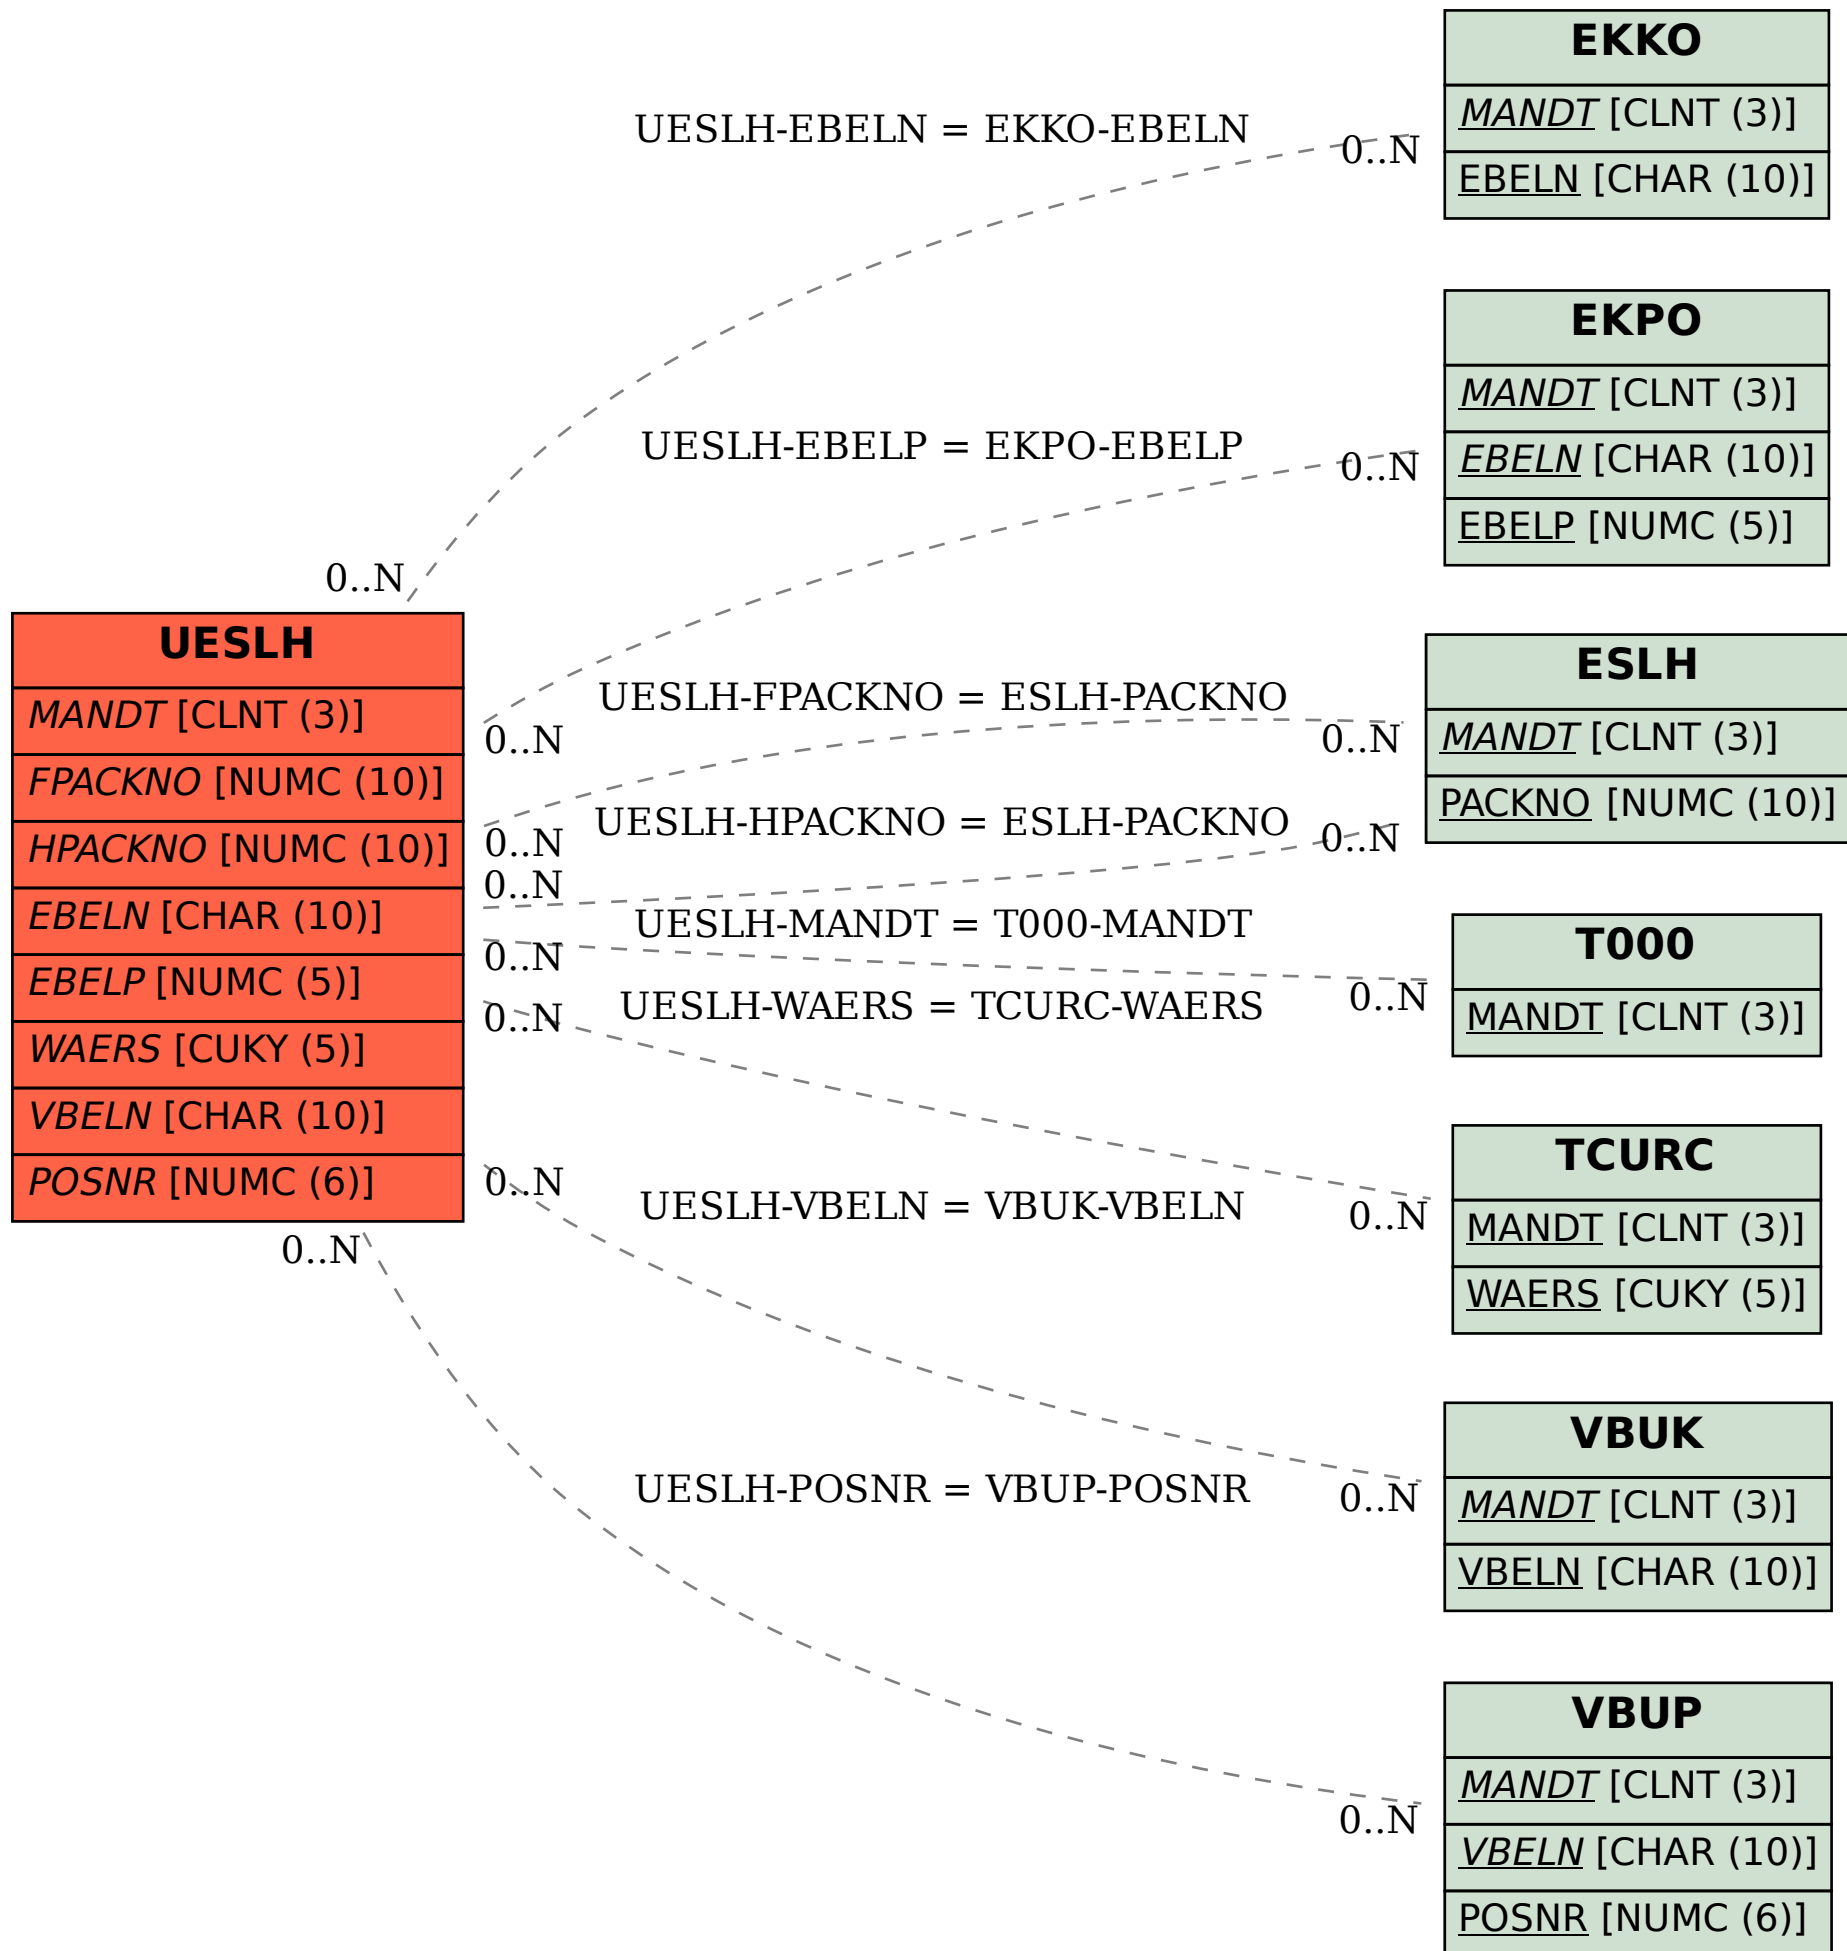 EKKO
MANDT [CLNT (3)]
EBELN [CHAR (10)]
UESLH-EBELN = EKKO-EBELN
0..N
0..N
EKPO
MANDT [CLNT (3)]
EBELN [CHAR (10)]
EBELP [NUMC (5)]
UESLH-EBELP = EKPO-EBELP
0..N
0..N
UESLH
MANDT [CLNT (3)]
FPACKNO [NUMC (10)]
HPACKNO [NUMC (10)]
EBELN [CHAR (10)]
EBELP [NUMC (5)]
WAERS [CUKY (5)]
VBELN [CHAR (10)]
POSNR [NUMC (6)]
ESLH
MANDT [CLNT (3)]
PACKNO [NUMC (10)]
UESLH-FPACKNO = ESLH-PACKNO
0..N
0..N
UESLH-HPACKNO = ESLH-PACKNO
0..N
0..N
T000
MANDT [CLNT (3)]
UESLH-MANDT = T000-MANDT
0..N
0..N
UESLH-WAERS = TCURC-WAERS
0..N
0..N
TCURC
MANDT [CLNT (3)]
WAERS [CUKY (5)]
UESLH-VBELN = VBUK-VBELN
0..N
0..N
VBUK
MANDT [CLNT (3)]
VBELN [CHAR (10)]
UESLH-POSNR = VBUP-POSNR
0..N
0..N
VBUP
MANDT [CLNT (3)]
VBELN [CHAR (10)]
POSNR [NUMC (6)]